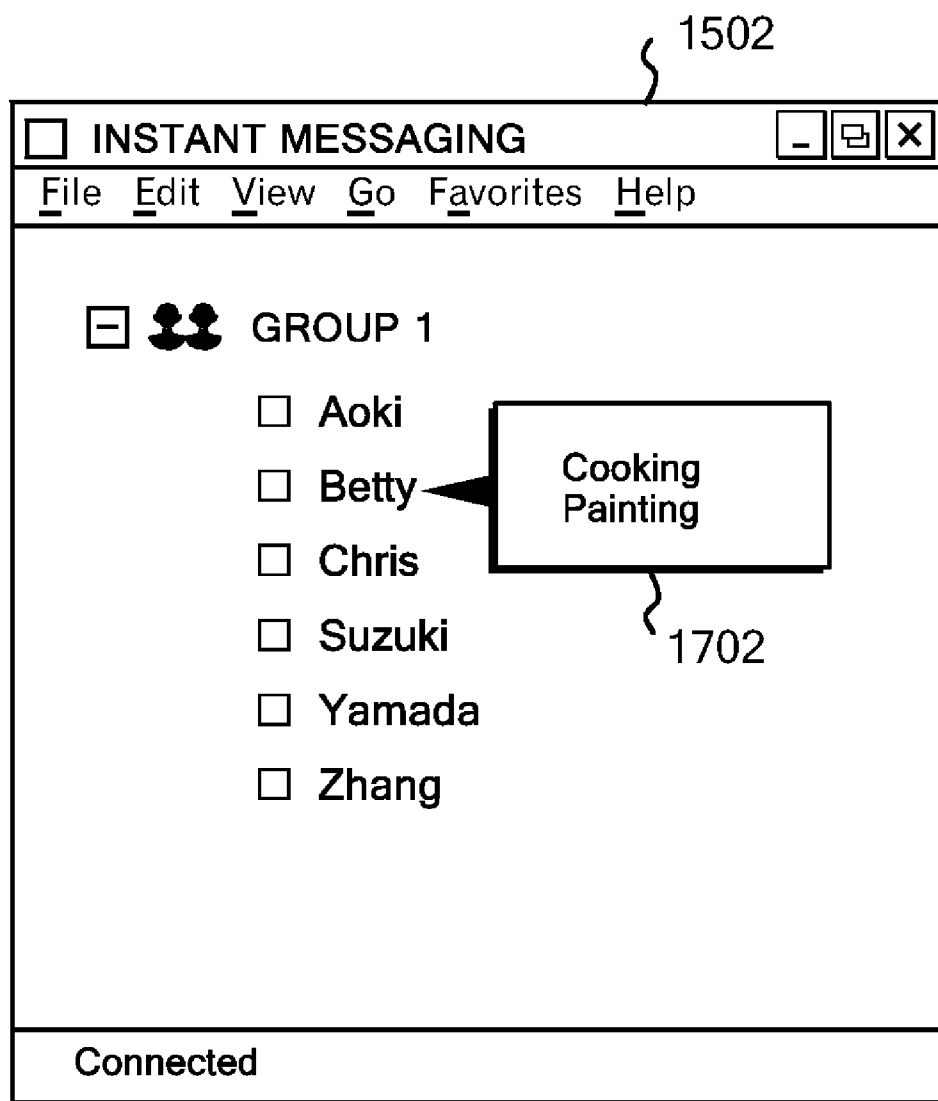 1502
INSTANT MESSAGING
File Edit View Go Favorites Help
GROUP 1
Aoki
Betty
Cooking
Painting
Chris
Suzuki
1702
Yamada
Zhang
Connected